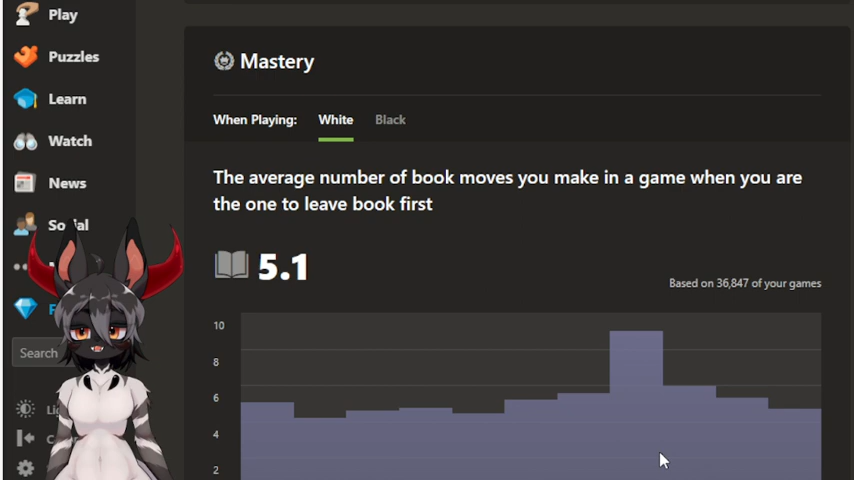 Play
Puzzles
Learn
Watch
News
Social
Search
Mastery
When Playing: White Black
The average number of book moves you make in a game when you are
the one to leave book first
5.1
Based on 36,847 of your games
10
8
6
4
2